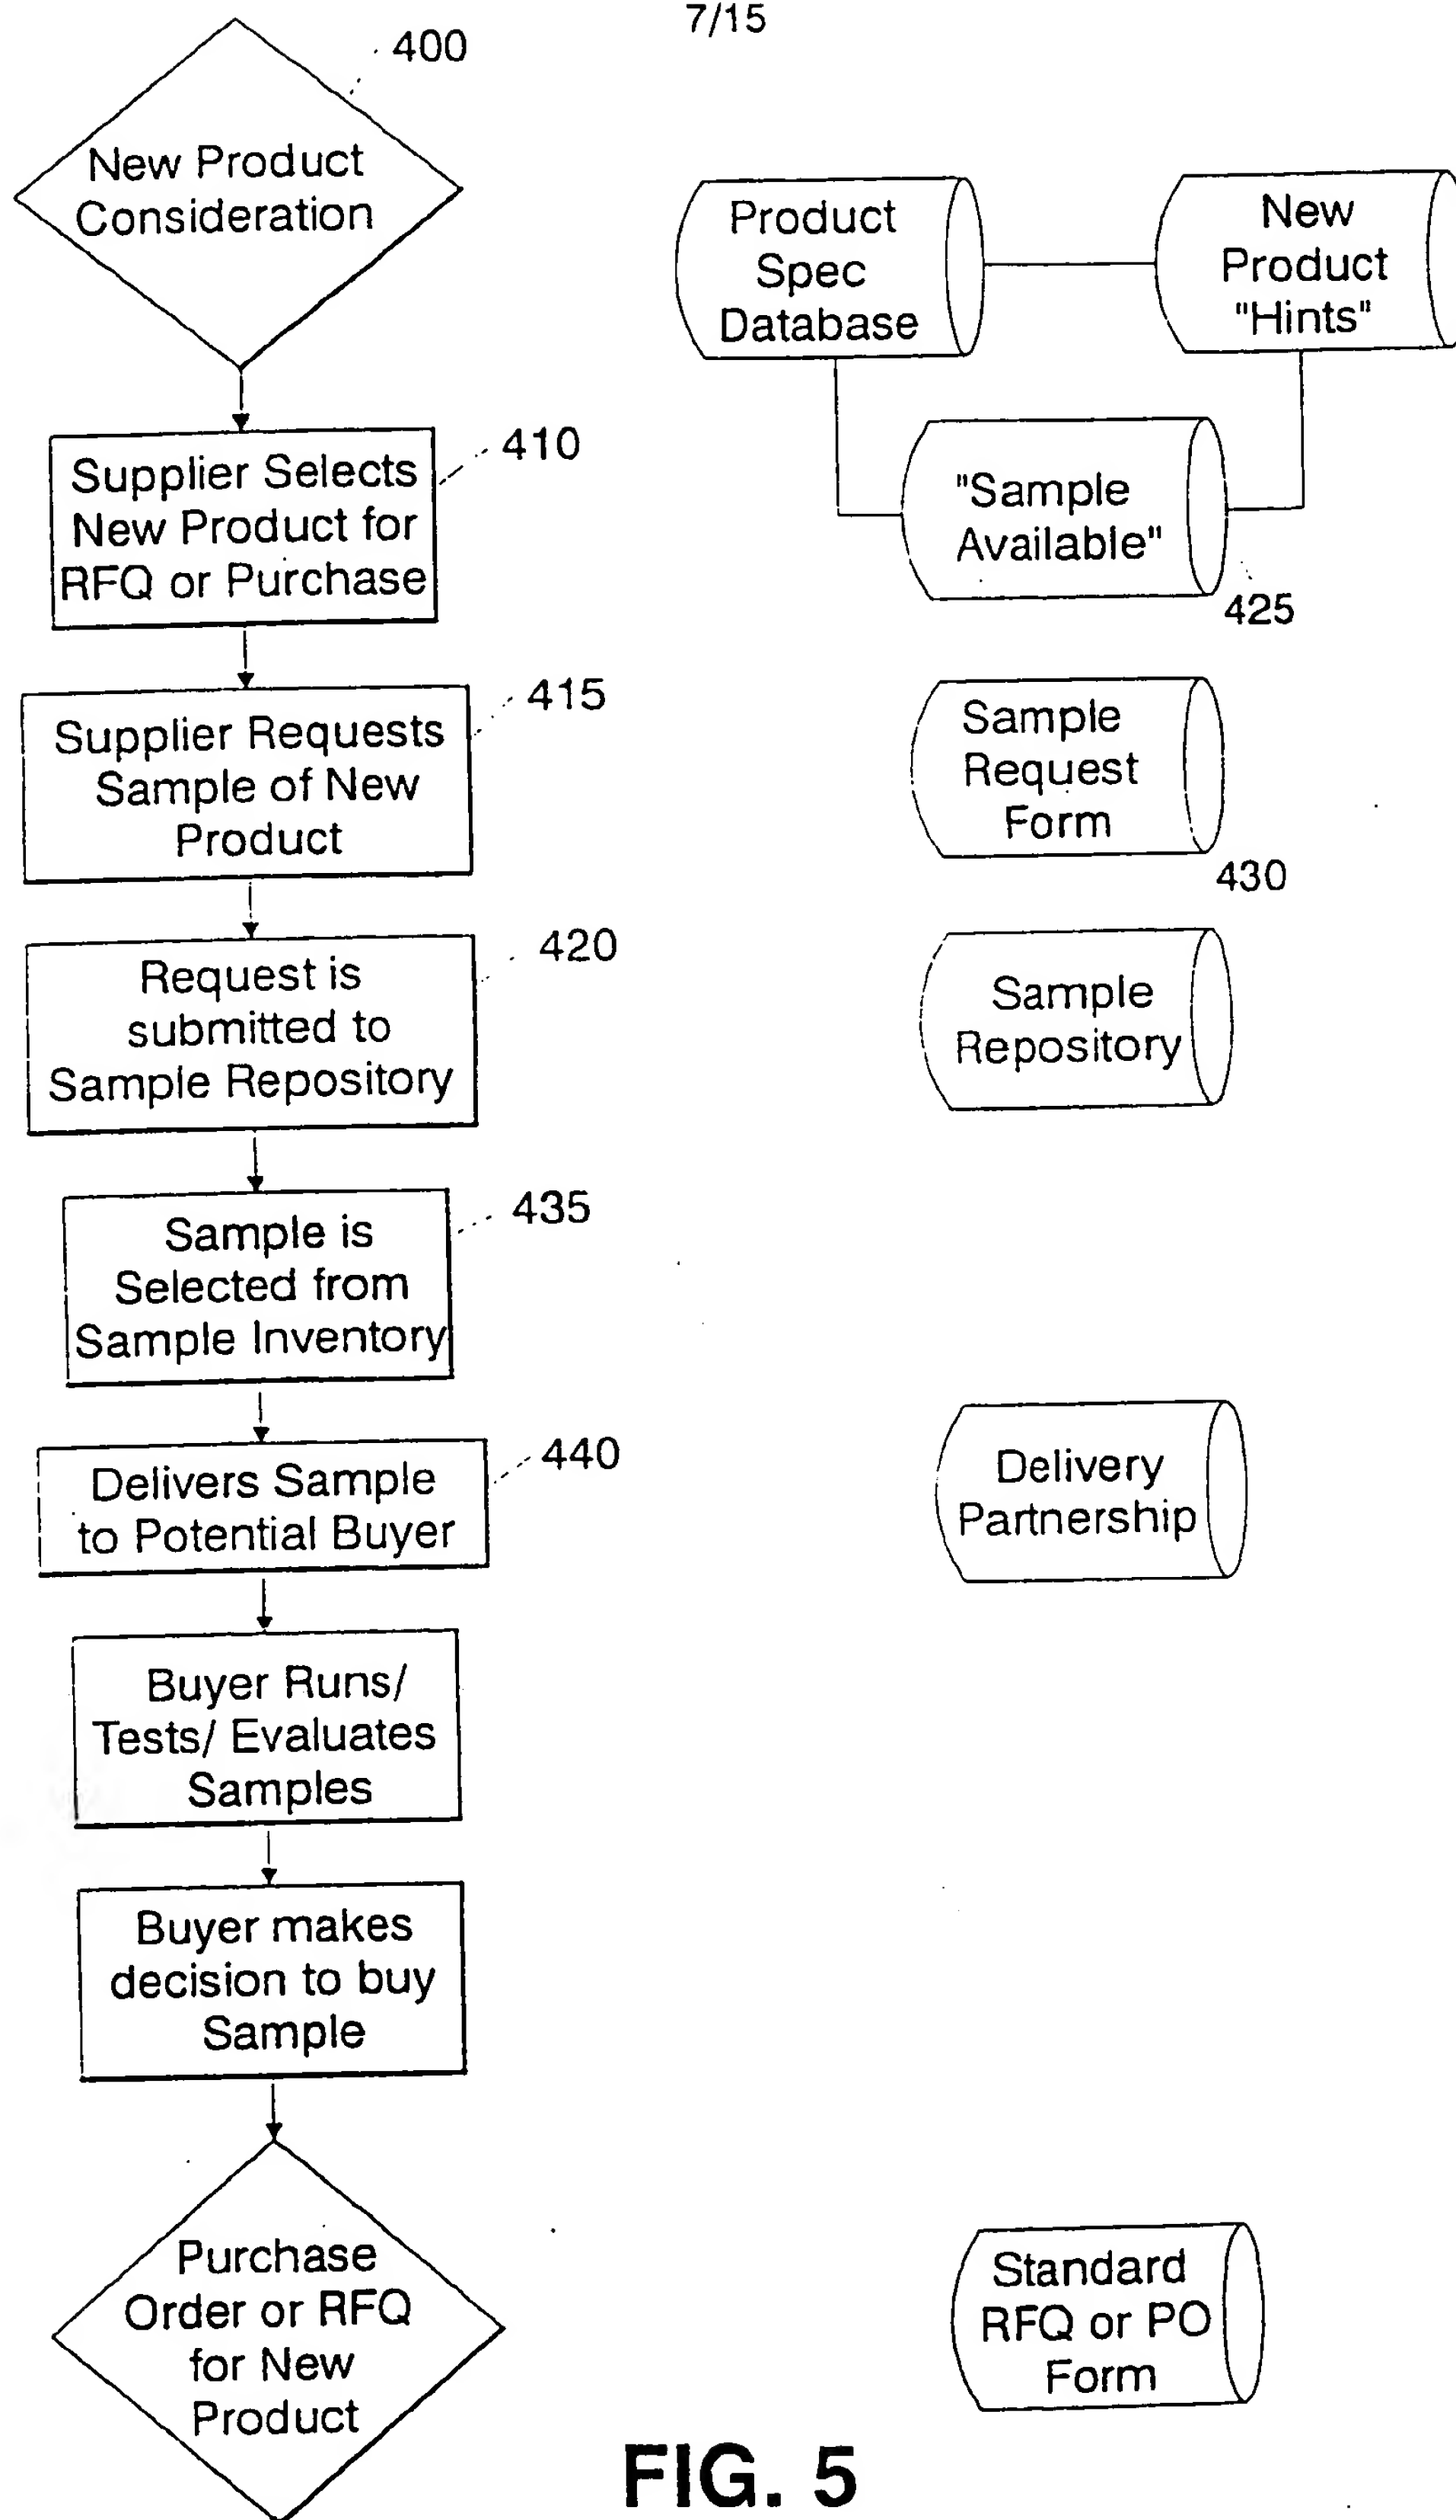 7/15
400
New Product
Consideration
Product
Spec
Database
New
Product
"Hints"
410
Supplier Selects
New Product for
RFQ or Purchase
"Sample
Available"
425
415
Supplier Requests
Sample of New
Product
Sample
Request
Form
430
420
Request is
submitted to
Sample Repository
Sample
Repository
435
Sample is
Selected from
Sample Inventory
440
Delivers Sample
to Potential Buyer
Delivery
Partnership
Buyer Runs/
Tests/ Evaluates
Samples
Buyer makes
decision to buy
Sample
Purchase
Order or RFQ
for New
Product
Standard
RFQ or PO
Form
FIG. 5